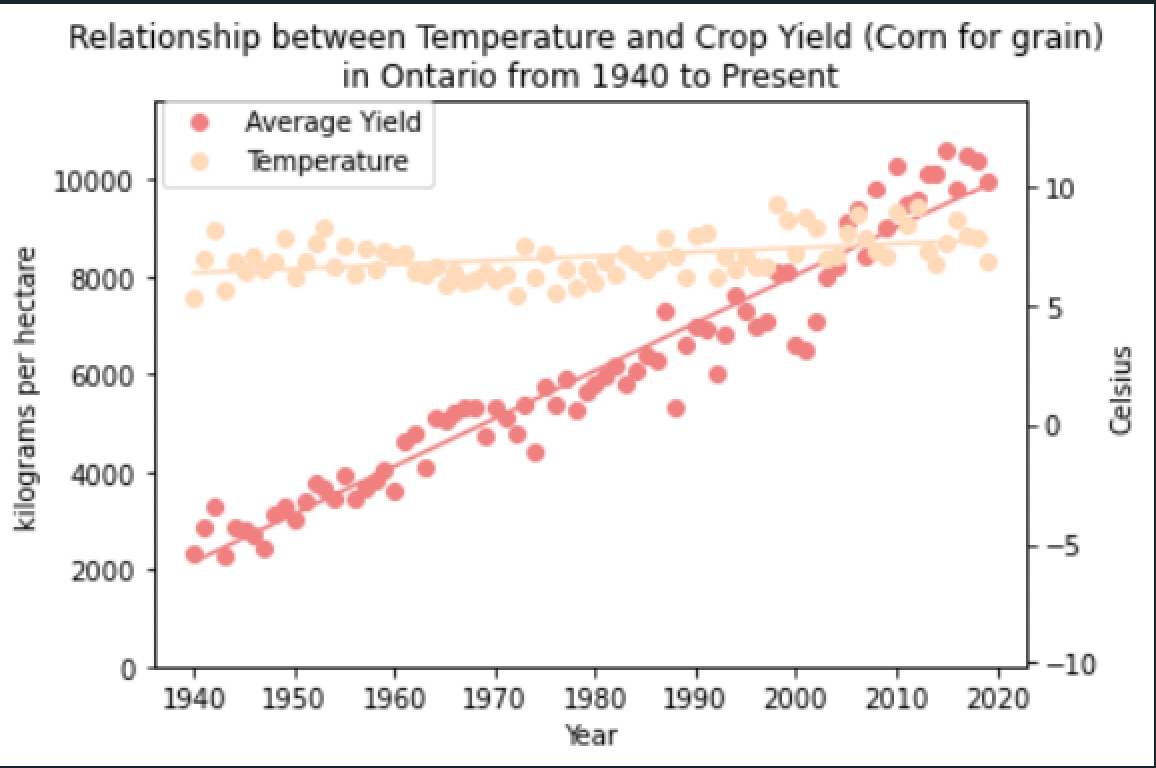 Relationship between Temperature and Crop Yield (Corn for grain)
in Ontario from 1940 to Present
Average Yield
Temperature
kilograms per hectare
10000
8000
6000
4000
2000
0
10
5
0
−5
−10
Celsius
1940 1950 1960 1970 1980 1990 2000 2010 2020
Year